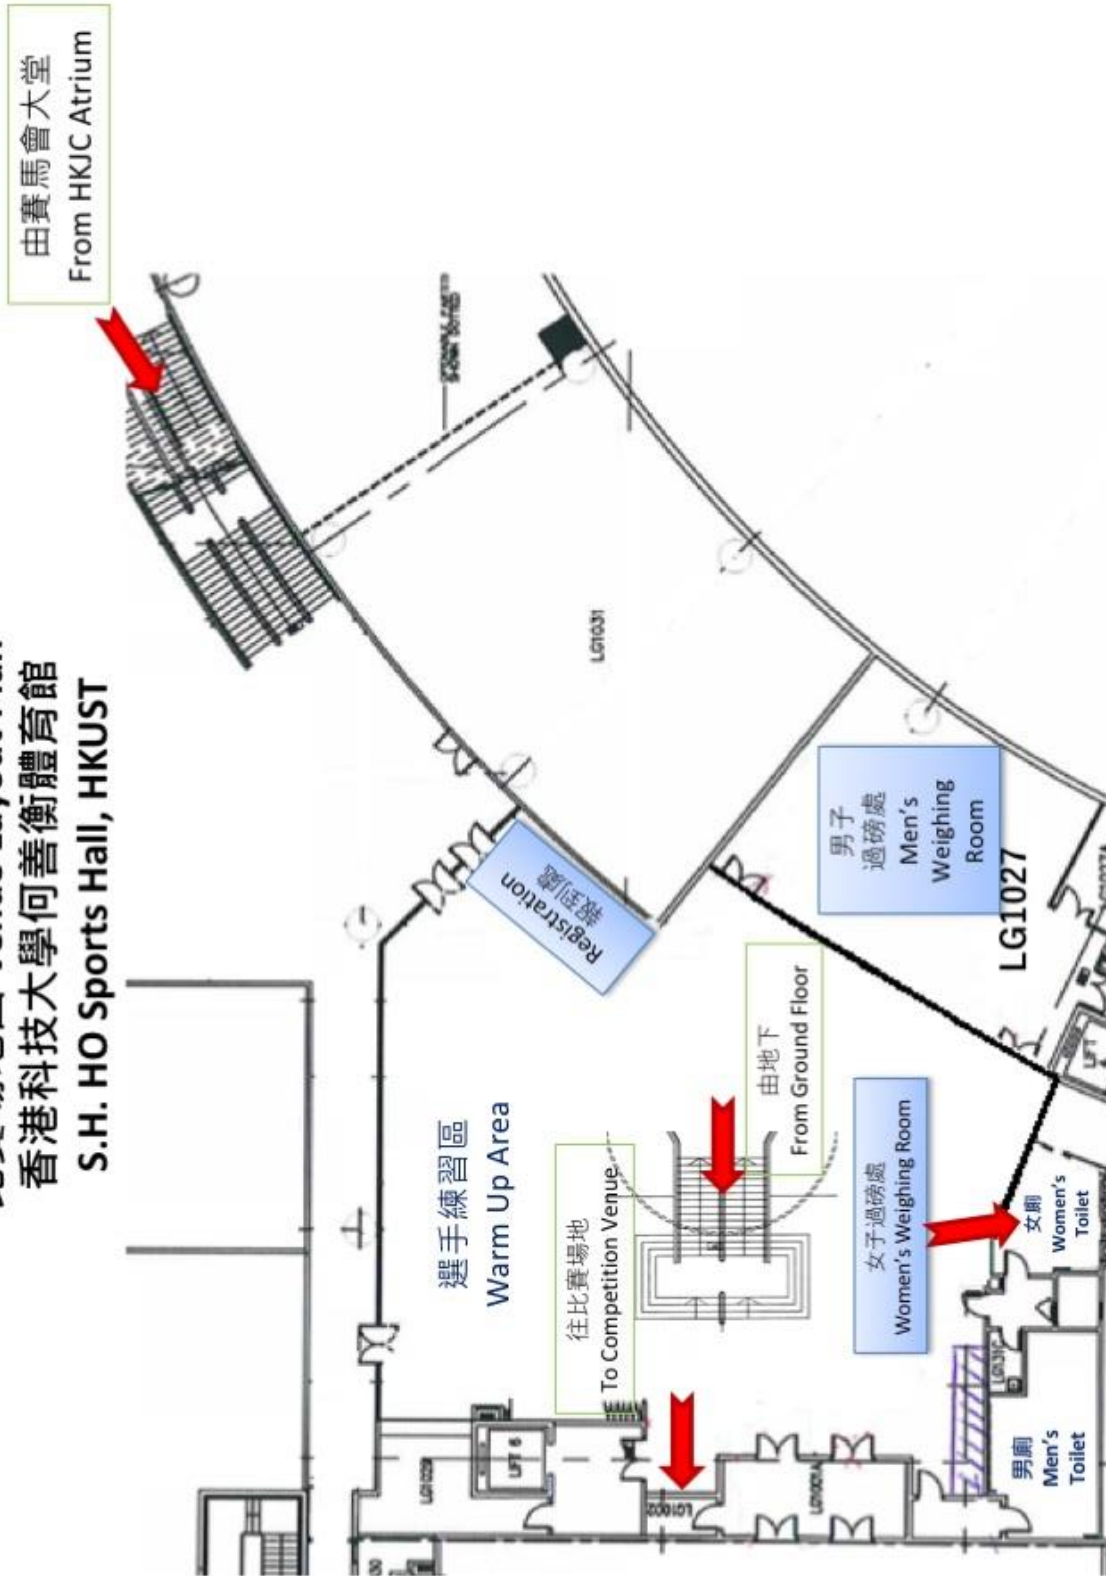 香港科技大學何善衡體育館
S.H. HO Sports Hall, HKUST
由賽馬會大堂
From HKJC Atrium
LG1031
Registration
報到處
選手練習區
Warm Up Area
往比賽場地
To Competition Venue
由地下
From Ground Floor
男子
過磅處
Men's
Weighing
Room
LG1027
女子過磅處
Women's Weighing Room
女廁
Women's
Toilet
男廁
Men's
Toilet
LIFT 6
LG1002
LG1001A
LG131C
LIFT